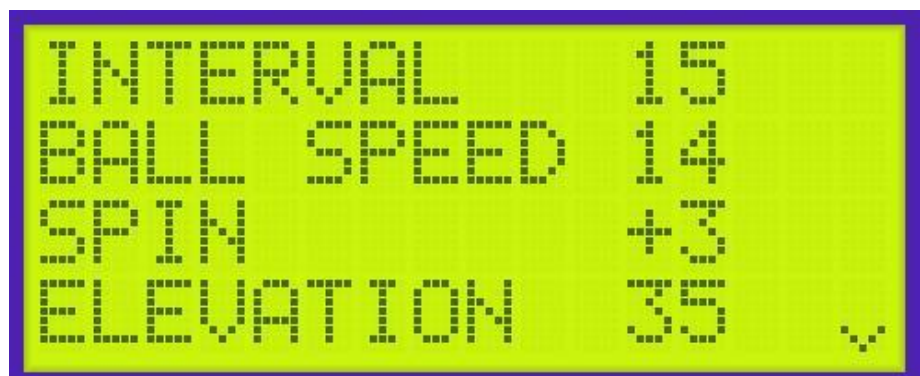 INTERVAL 15
BALL SPEED 14
SPIN +3
ELEVATION 35